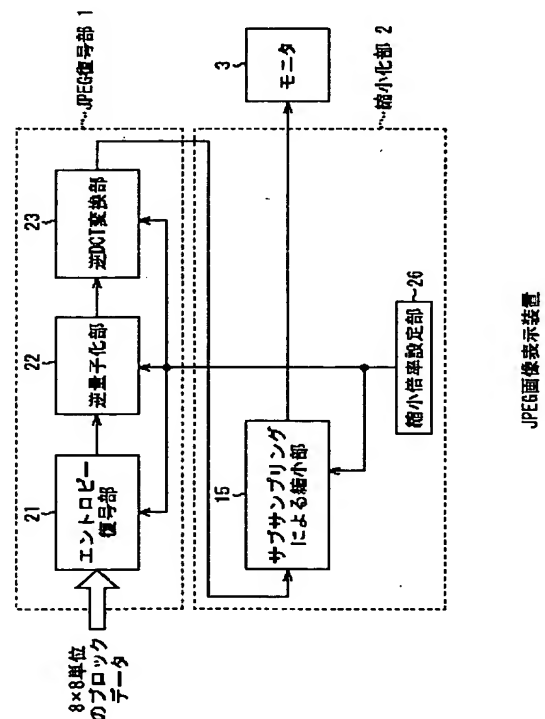 8×8単位
のブロック
データ
JPEG復号部 1
21
エントロピー
復号部
22
逆量子化部
23
逆DCT変換部
縮小化部 2
15
サブサンプリング
による縮小部
縮小倍率設定部
26
3
モニタ
JPEG画像表示装置